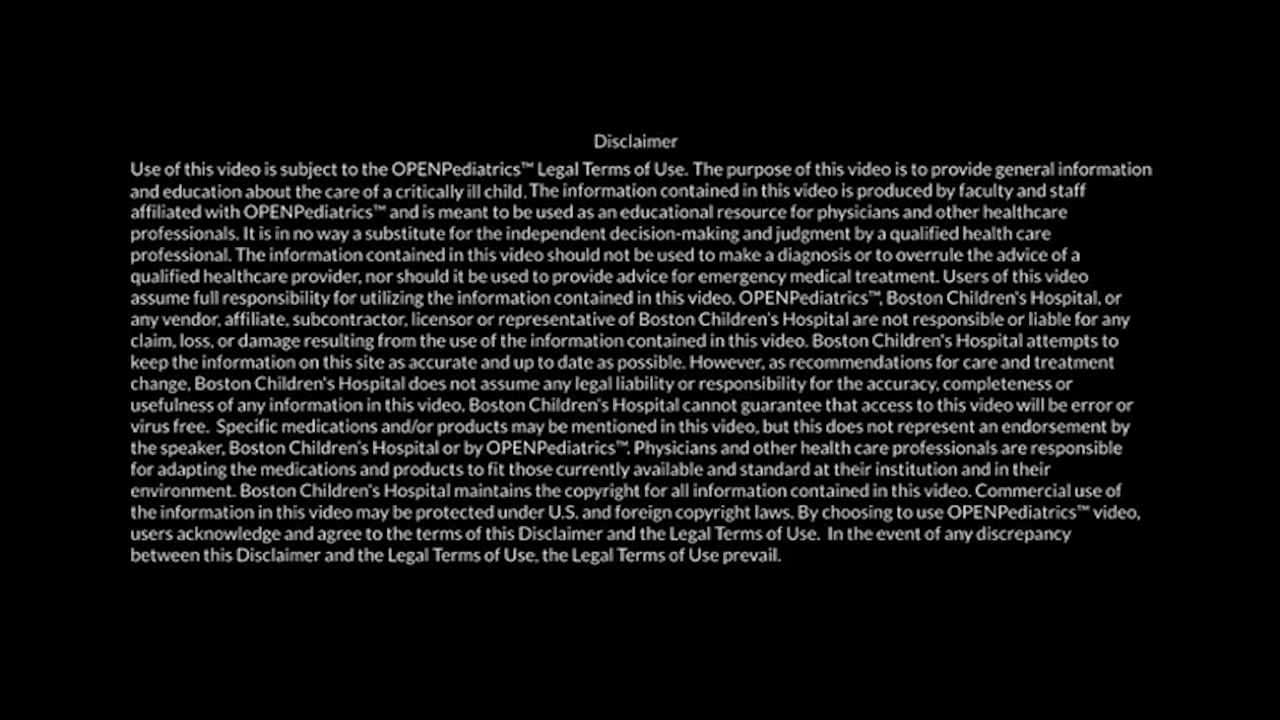 Disclaimer
Use of this video is subject to the OPENPediatrics™ Legal Terms of Use. The purpose of this video is to provide general information
and education about the care of a critically ill child. The information contained in this video is produced by faculty and staff
affiliated with OPENPediatrics™ and is meant to be used as an educational resource for physicians and other healthcare
professionals. It is in no way a substitute for the independent decision-making and judgment by a qualified health care
professional. The information contained in this video should not be used to make a diagnosis or to overrule the advice of a
qualified healthcare provider, nor should it be used to provide advice for emergency medical treatment. Users of this video
assume full responsibility for utilizing the information contained in this video. OPENPediatrics™, Boston Children's Hospital, or
any vendor, affiliate, subcontractor, licensor or representative of Boston Children's Hospital are not responsible or liable for any
claim, loss, or damage resulting from the use of the information contained in this video. Boston Children's Hospital attempts to
keep the information on this site as accurate and up to date as possible. However, as recommendations for care and treatment
change, Boston Children's Hospital does not assume any legal liability or responsibility for the accuracy, completeness or
usefulness of any information in this video. Boston Children's Hospital cannot guarantee that access to this video will be error or
virus free.  Specific medications and/or products may be mentioned in this video, but this does not represent an endorsement by
the speaker, Boston Children's Hospital or by OPENPediatrics™. Physicians and other health care professionals are responsible
for adapting the medications and products to fit those currently available and standard at their institution and in their
environment. Boston Children's Hospital maintains the copyright for all information contained in this video. Commercial use of
the information in this video may be protected under U.S. and foreign copyright laws. By choosing to use OPENPediatrics™ video,
users acknowledge and agree to the terms of this Disclaimer and the Legal Terms of Use.  In the event of any discrepancy
between this Disclaimer and the Legal Terms of Use, the Legal Terms of Use prevail.